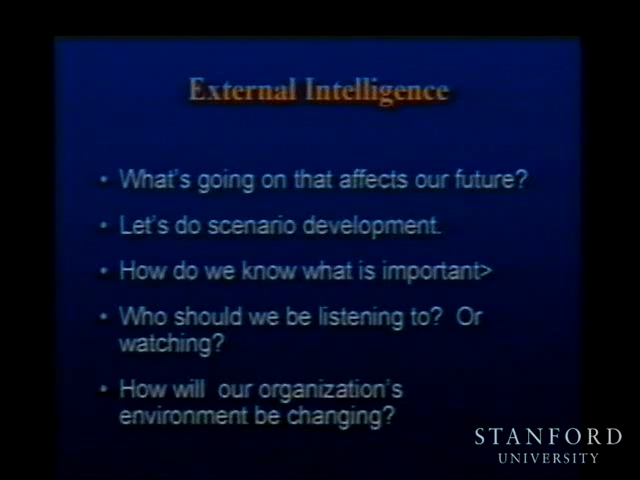 External Intelligence
• What's going on that affects our future?
• Let's do scenario development.
• How do we know what is important>
• Who should we be listening to? Or
watching?
• How will our organization's
environment be changing?
STANFORD
UNIVERSITY